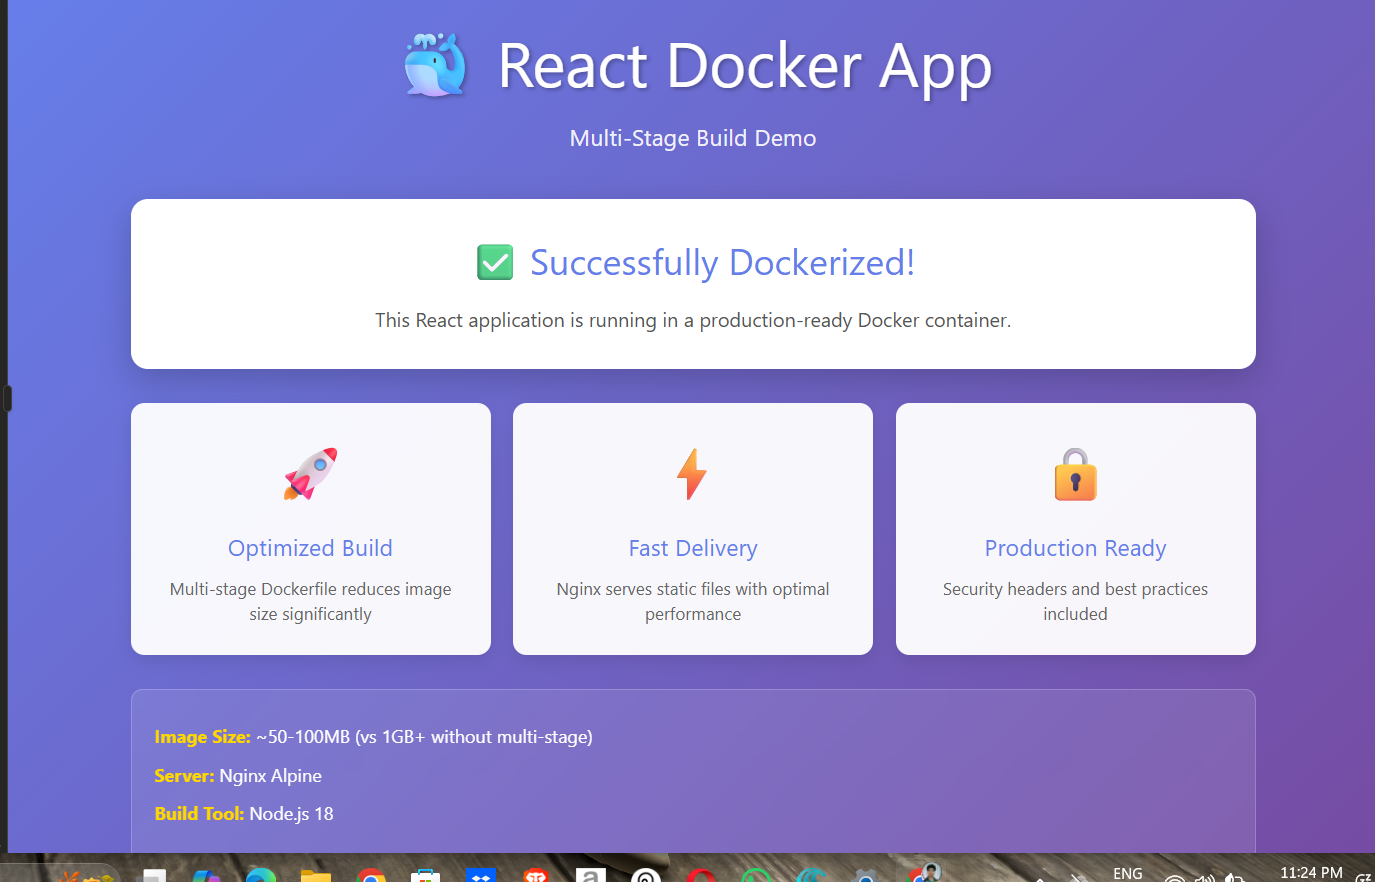 React Docker App
Multi-Stage Build Demo
Successfully Dockerized!
This React application is running in a production-ready Docker container.
Optimized Build
Multi-stage Dockerfile reduces image
size significantly
Fast Delivery
Nginx serves static files with optimal
performance
Production Ready
Security headers and best practices
included
Image Size: ~50-100MB (vs 1GB+ without multi-stage)
Server: Nginx Alpine
Build Tool: Node.js 18
ENG
11:24 PM